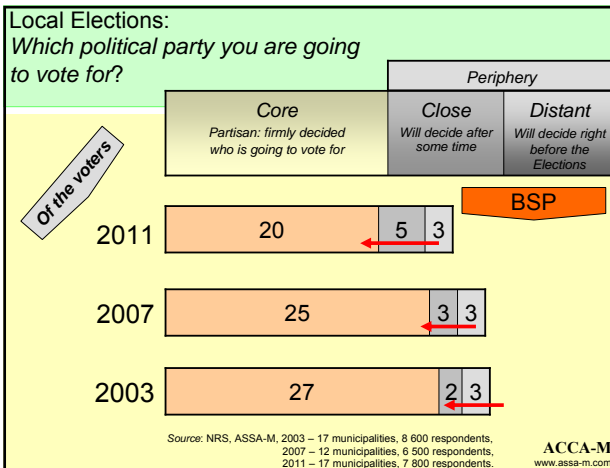 Local Elections:
Which political party you are going
to vote for?
Periphery
Core
Partisan: firmly decided
who is going to vote for
Close
Will decide after
some time
Distant
Will decide right
before the
Elections
Of the voters
BSP
2011
20
5
3
2007
25
3
3
2003
27
2
3
Source: NRS, ASSA-M, 2003 – 17 municipalities, 8 600 respondents,
2007 – 12 municipalities, 6 500 respondents,
2011 – 17 municipalities, 7 800 respondents.
ACCA-M
www.assa-m.com